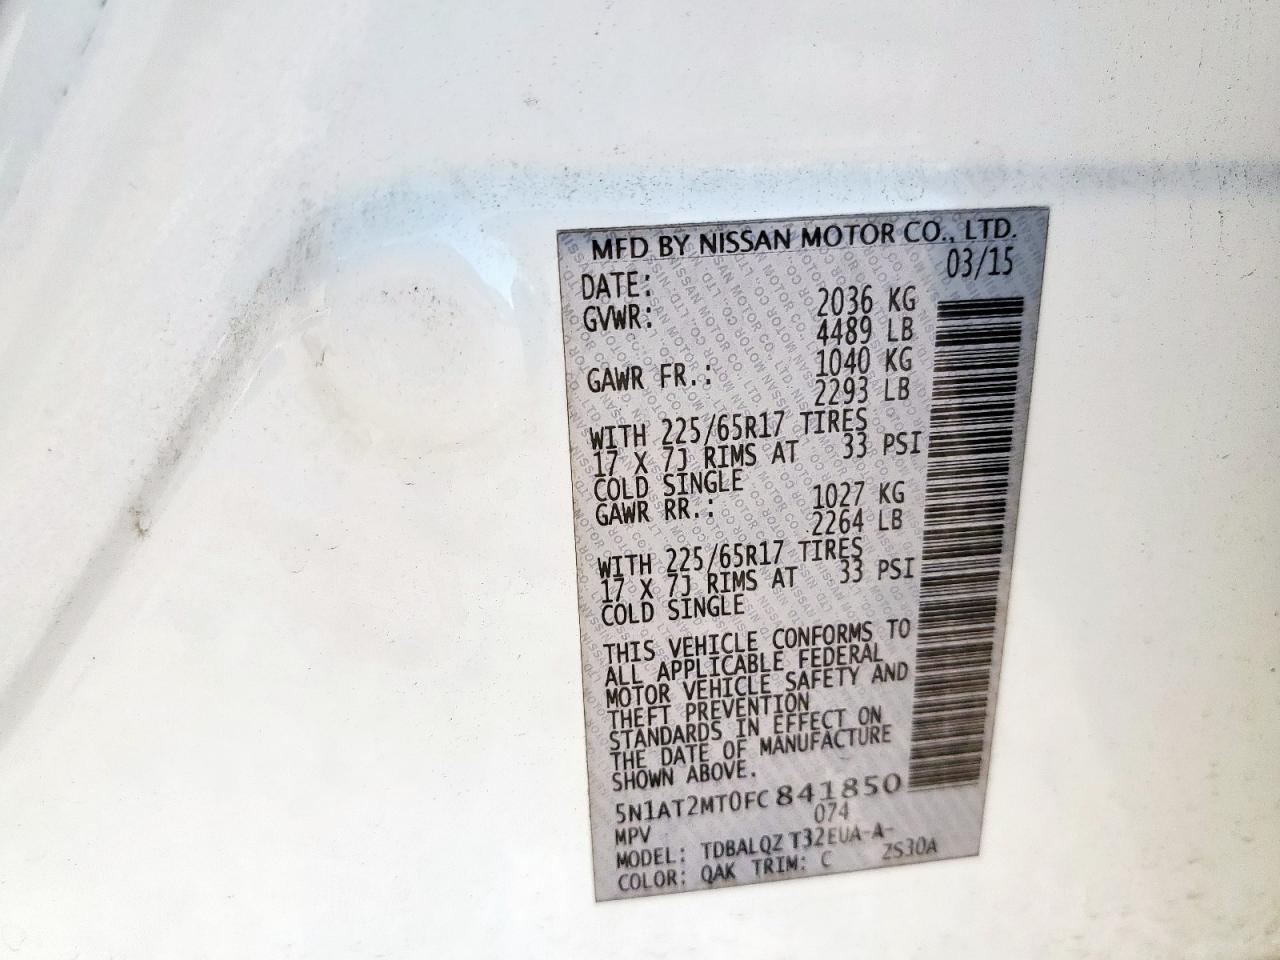 MFD BY NISSAN MOTOR CO., LTD.
DATE: 03/15
GVWR: 2036 KG
4489 LB
GAWR FR.: 1040 KG
2293 LB
WITH 225/65R17 TIRES
17 X 7J RIMS AT 33 PSI
COLD SINGLE
GAWR RR.: 1027 KG
2264 LB
WITH 225/65R17 TIRES
17 X 7J RIMS AT 33 PSI
COLD SINGLE
THIS VEHICLE CONFORMS TO
ALL APPLICABLE FEDERAL
MOTOR VEHICLE SAFETY AND
THEFT PREVENTION
STANDARDS IN EFFECT ON
THE DATE OF MANUFACTURE
SHOWN ABOVE.
5N1AT2MT0FC841850
MPV 074
MODEL: TDBALQZ T32EUA-A-
COLOR: QAK TRIM: C ZS30A